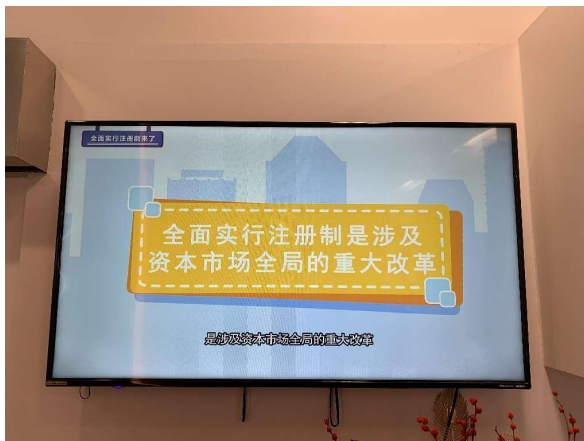 全面实行注册制来了
全面实行注册制是涉及
资本市场全局的重大改革
是涉及资本市场全局的重大改革